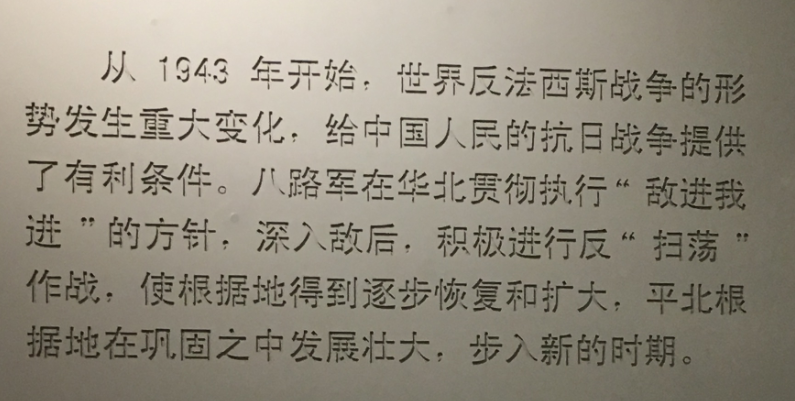 从 1943 年开始，世界反法西斯战争的形
势发生重大变化，给中国人民的抗日战争提供
了有利条件。八路军在华北贯彻执行“敌进我
进”的方针，深入敌后，积极进行反“扫荡”
作战，使根据地得到逐步恢复和扩大，平北根
据地在巩固之中发展壮大，步入新的时期。